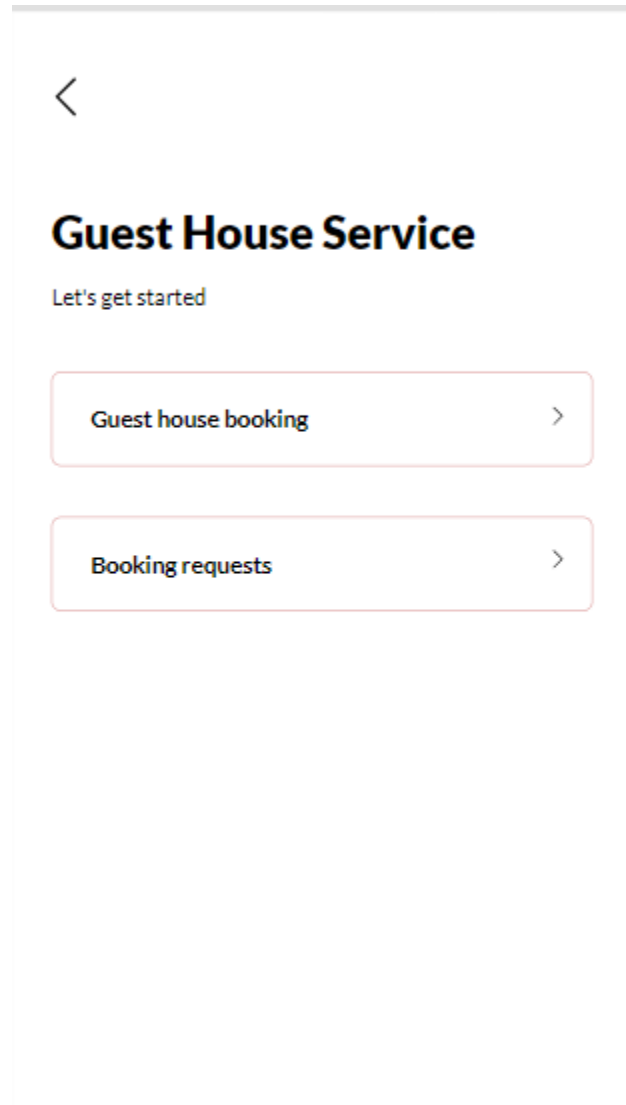 Guest House Service
Let's get started
Guest house booking
Booking requests